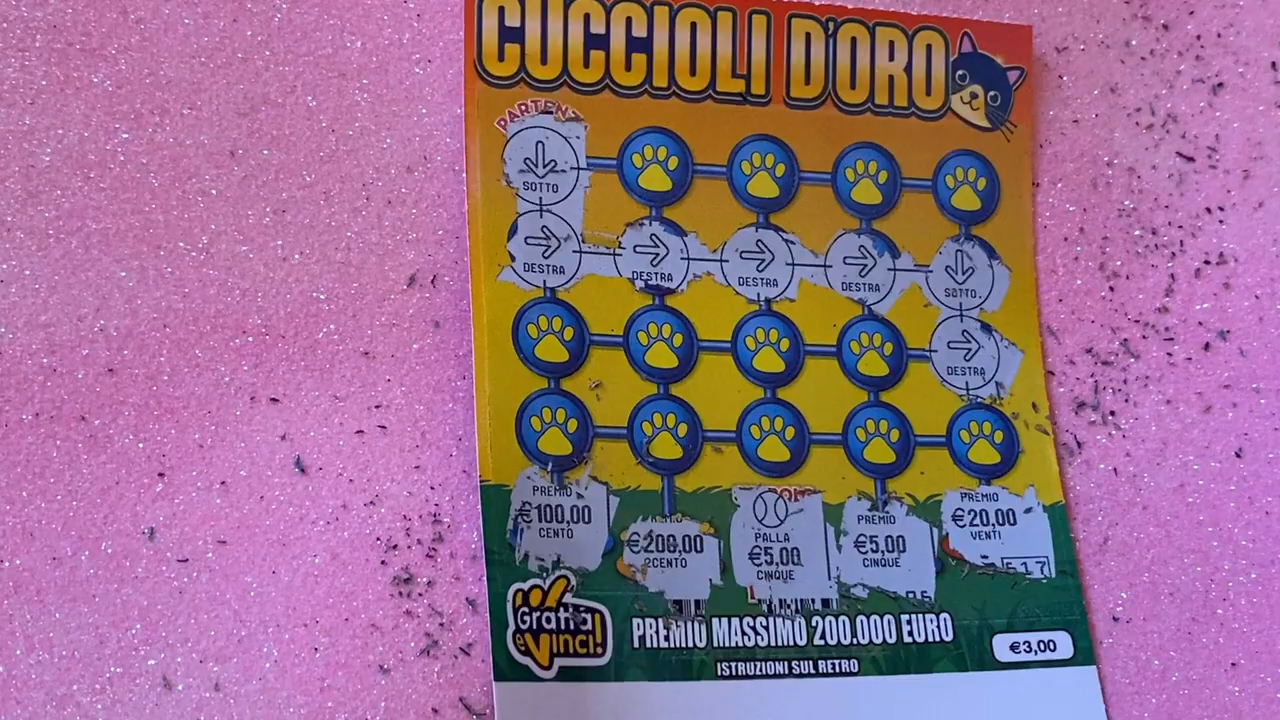 CUCCIOLI D'ORO
SOTTO
DESTRA
DESTRA
DESTRA
DESTRA
SOTTO
DESTRA
PREMIO
€100,00
CENTO
€200,00
2CENTO
PALLA
€5,00
CINQUE
PREMIO
€5,00
CINQUE
PREMIO
€20,00
VENTI
517
Gratta e Vinci!
PREMIO MASSIMO 200.000 EURO
ISTRUZIONI SUL RETRO
€3,00